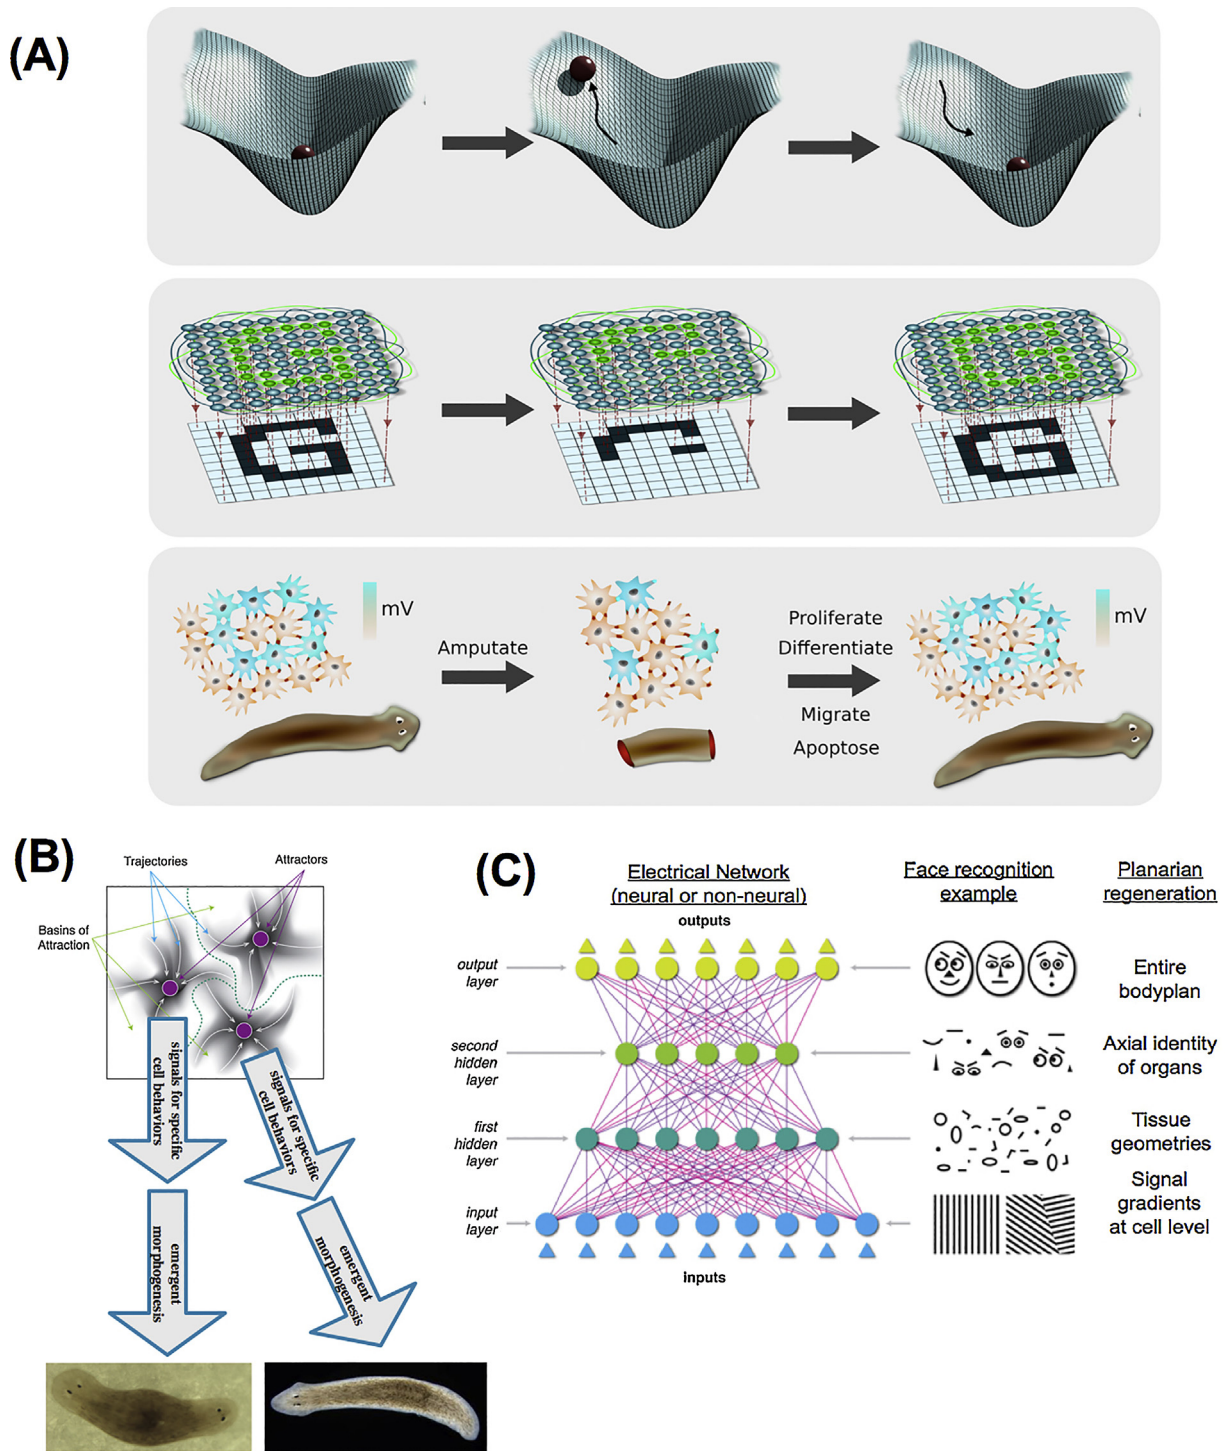 (A)
mV
Amputate
Proliferate
Differentiate
Migrate
Apoptose
mV
(B)
Trajectories
Attractors
Basins of
Attraction
signals for specific
cell behaviors
signals for specific
cell behaviors
emergent
morphogenesis
emergent
morphogenesis
(C)
Electrical Network
(neural or non-neural)
outputs
Face recognition
example
Planarian
regeneration
output
layer
Entire
bodyplan
second
hidden
layer
Axial identity
of organs
first
hidden
layer
Tissue
geometries
input
layer
Signal
gradients
at cell level
inputs